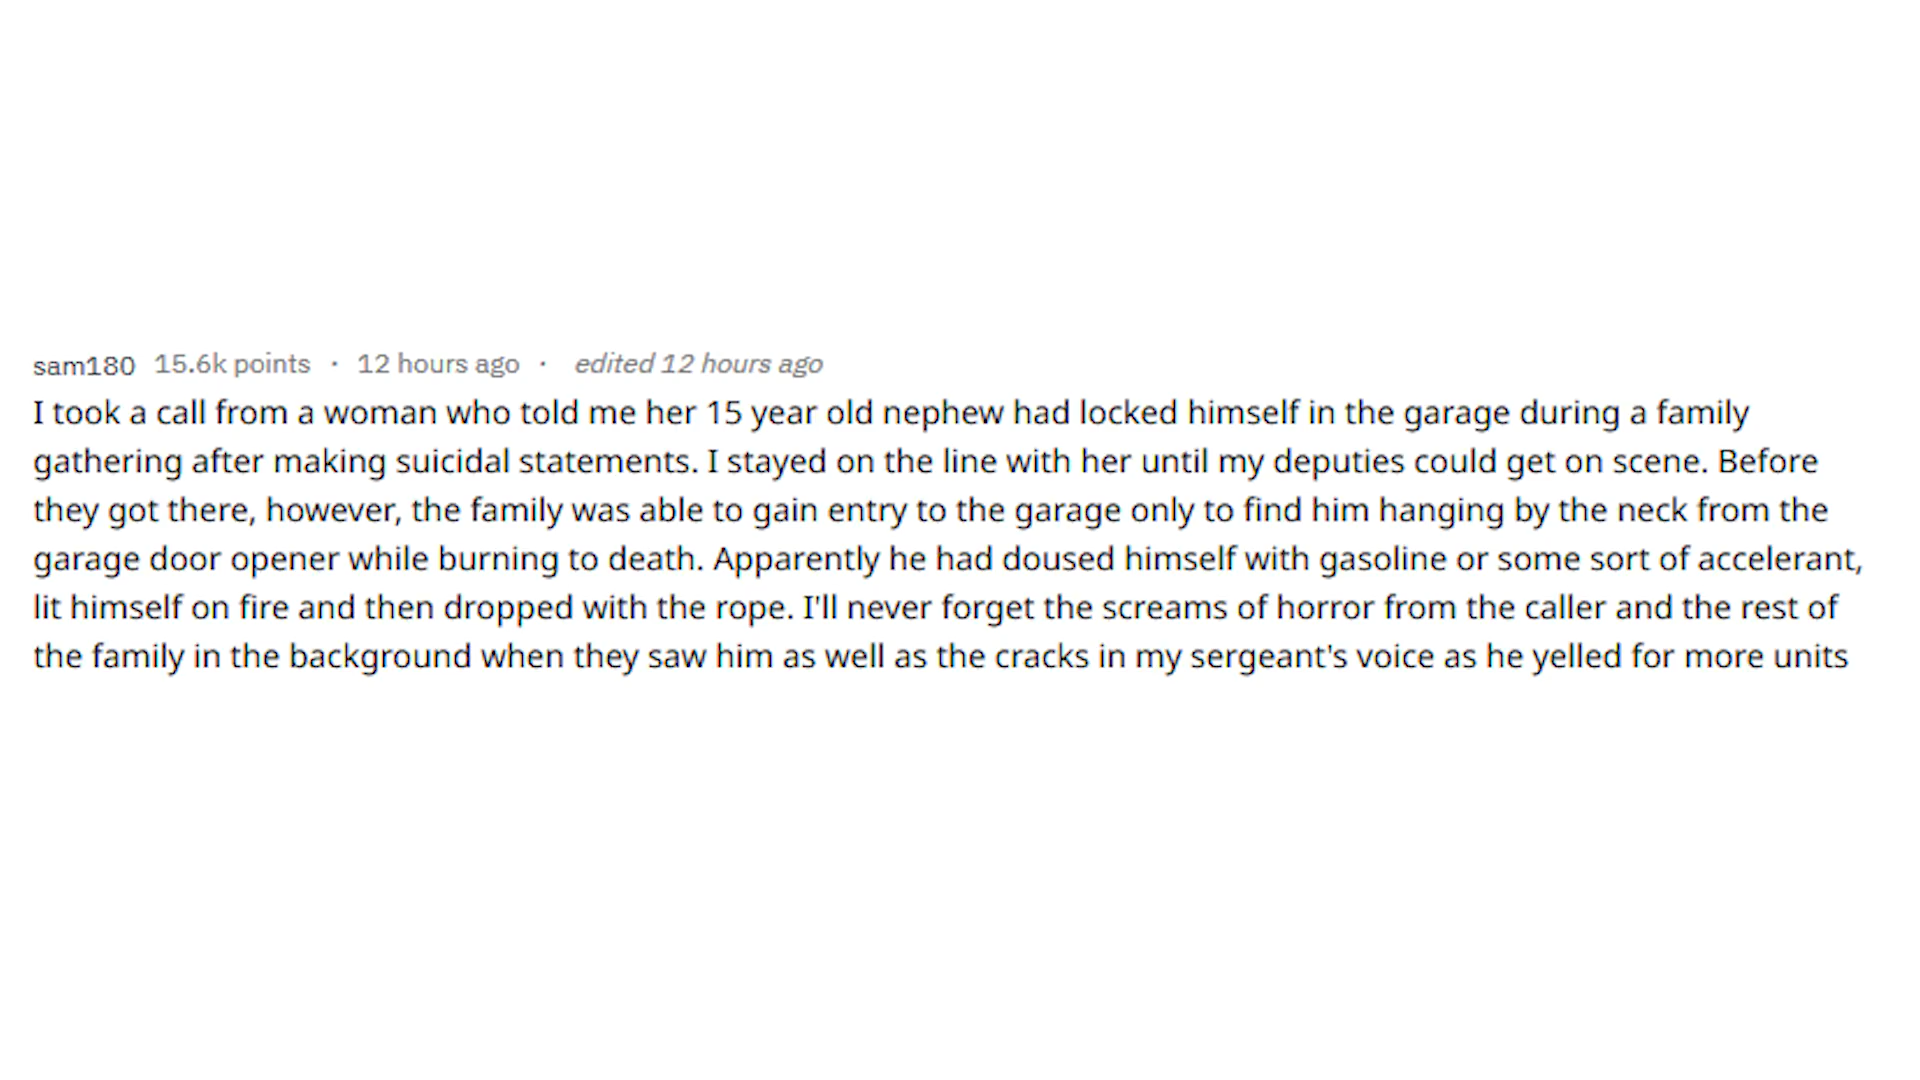 sam180 15.6k points · 12 hours ago · edited 12 hours ago
I took a call from a woman who told me her 15 year old nephew had locked himself in the garage during a family
gathering after making suicidal statements. I stayed on the line with her until my deputies could get on scene. Before
they got there, however, the family was able to gain entry to the garage only to find him hanging by the neck from the
garage door opener while burning to death. Apparently he had doused himself with gasoline or some sort of accelerant,
lit himself on fire and then dropped with the rope. I'll never forget the screams of horror from the caller and the rest of
the family in the background when they saw him as well as the cracks in my sergeant's voice as he yelled for more units